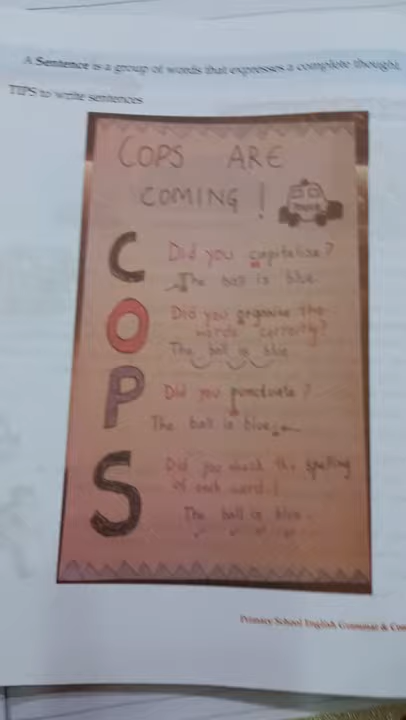 A Sentence is a group of words that expresses a complete thought.
TIPS to write sentences
COPS ARE
COMING !
POLICE
C
Did you capitalise?
The ball is blue
O
Did you organise the
words correctly?
The ball is blue
P
Did you punctuate?
The ball is blue.
S
Did you check the spelling
of each word?
The ball is blue.
Primary School English Grammar &